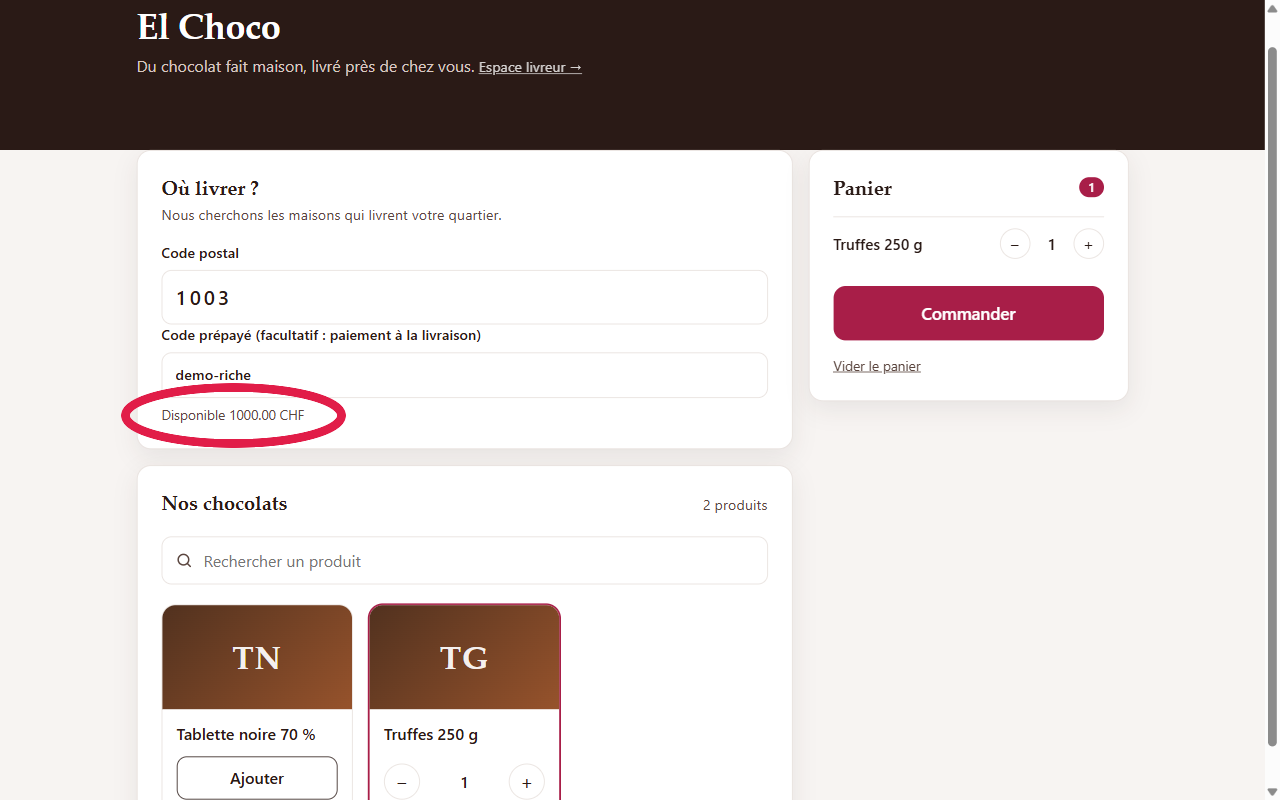 El Choco
Du chocolat fait maison, livré près de chez vous. Espace livreur →
Où livrer ?
Nous cherchons les maisons qui livrent votre quartier.
Code postal
1003
Code prépayé (facultatif : paiement à la livraison)
demo-riche
Disponible 1000.00 CHF
Panier 1
Truffes 250 g − 1 +
Commander
Vider le panier
Nos chocolats 2 produits
Rechercher un produit
TN
Tablette noire 70 %
Ajouter
TG
Truffes 250 g
− 1 +